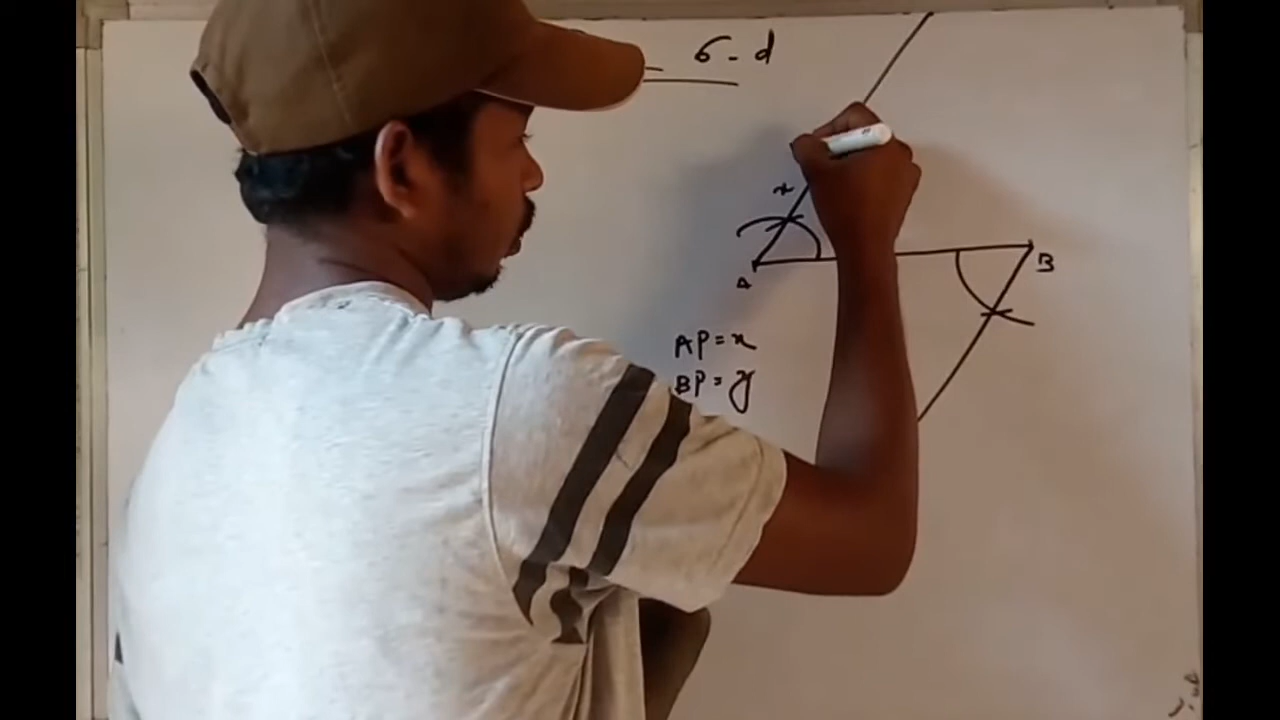 6-d
x
A
B
AP = x
BP = y